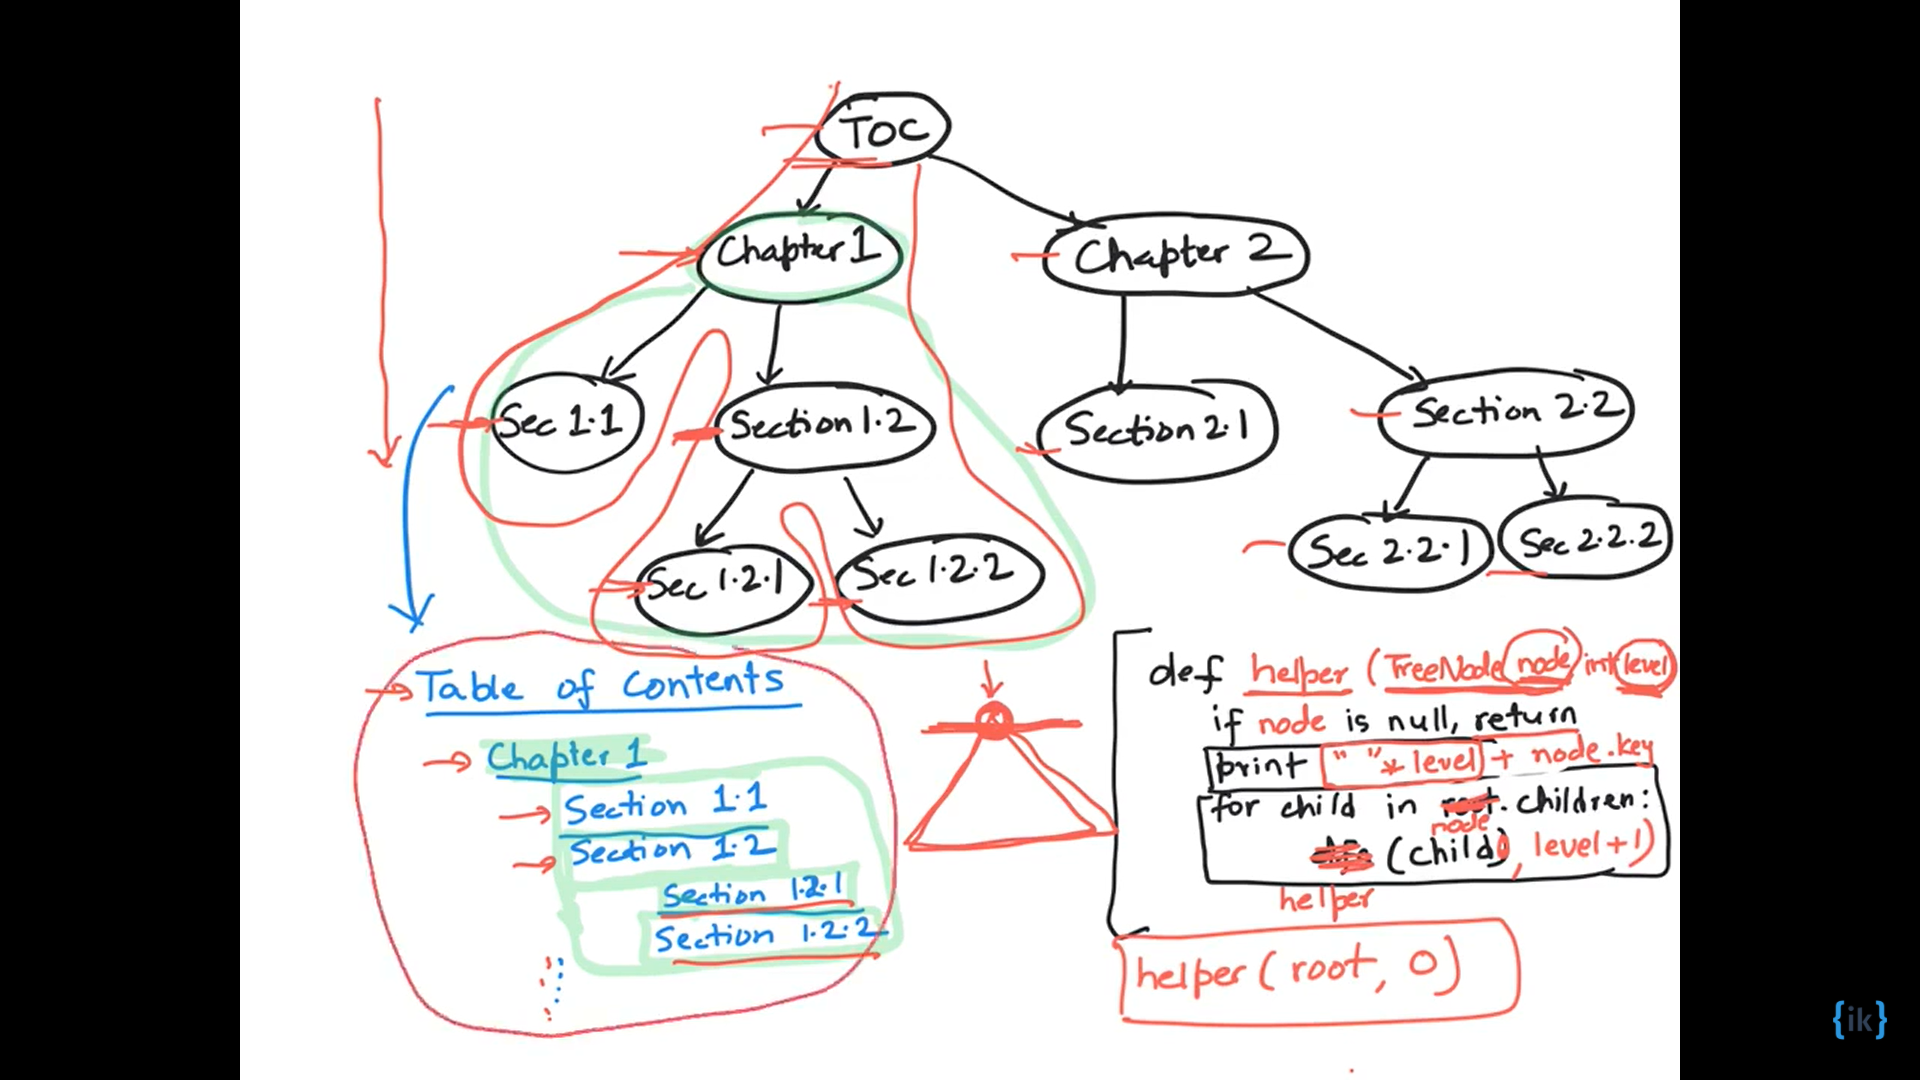 TOC
Chapter 1
Chapter 2
Sec 1.1
Section 1.2
Section 2.1
Section 2.2
Sec 1.2.1
Sec 1.2.2
Sec 2.2.1
Sec 2.2.2
Table of Contents
Chapter 1
Section 1.1
Section 1.2
Section 1.2.1
Section 1.2.2
def helper (TreeNode node, int level)
if node is null, return
print " " * level + node.key
for child in node.children:
helper (child, level+1)
helper (root, 0)
{ik}